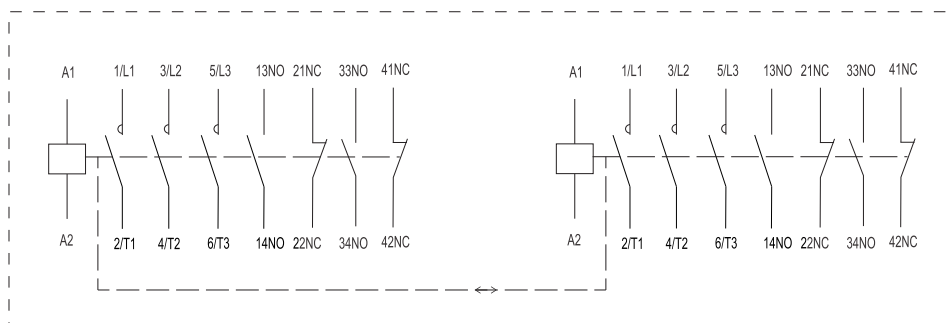 A1 1/L1 3/L2 5/L3 13NO 21NC 33NO 41NC
A2 2/T1 4/T2 6/T3 14NO 22NC 34NO 42NC
A1 1/L1 3/L2 5/L3 13NO 21NC 33NO 41NC
A2 2/T1 4/T2 6/T3 14NO 22NC 34NO 42NC